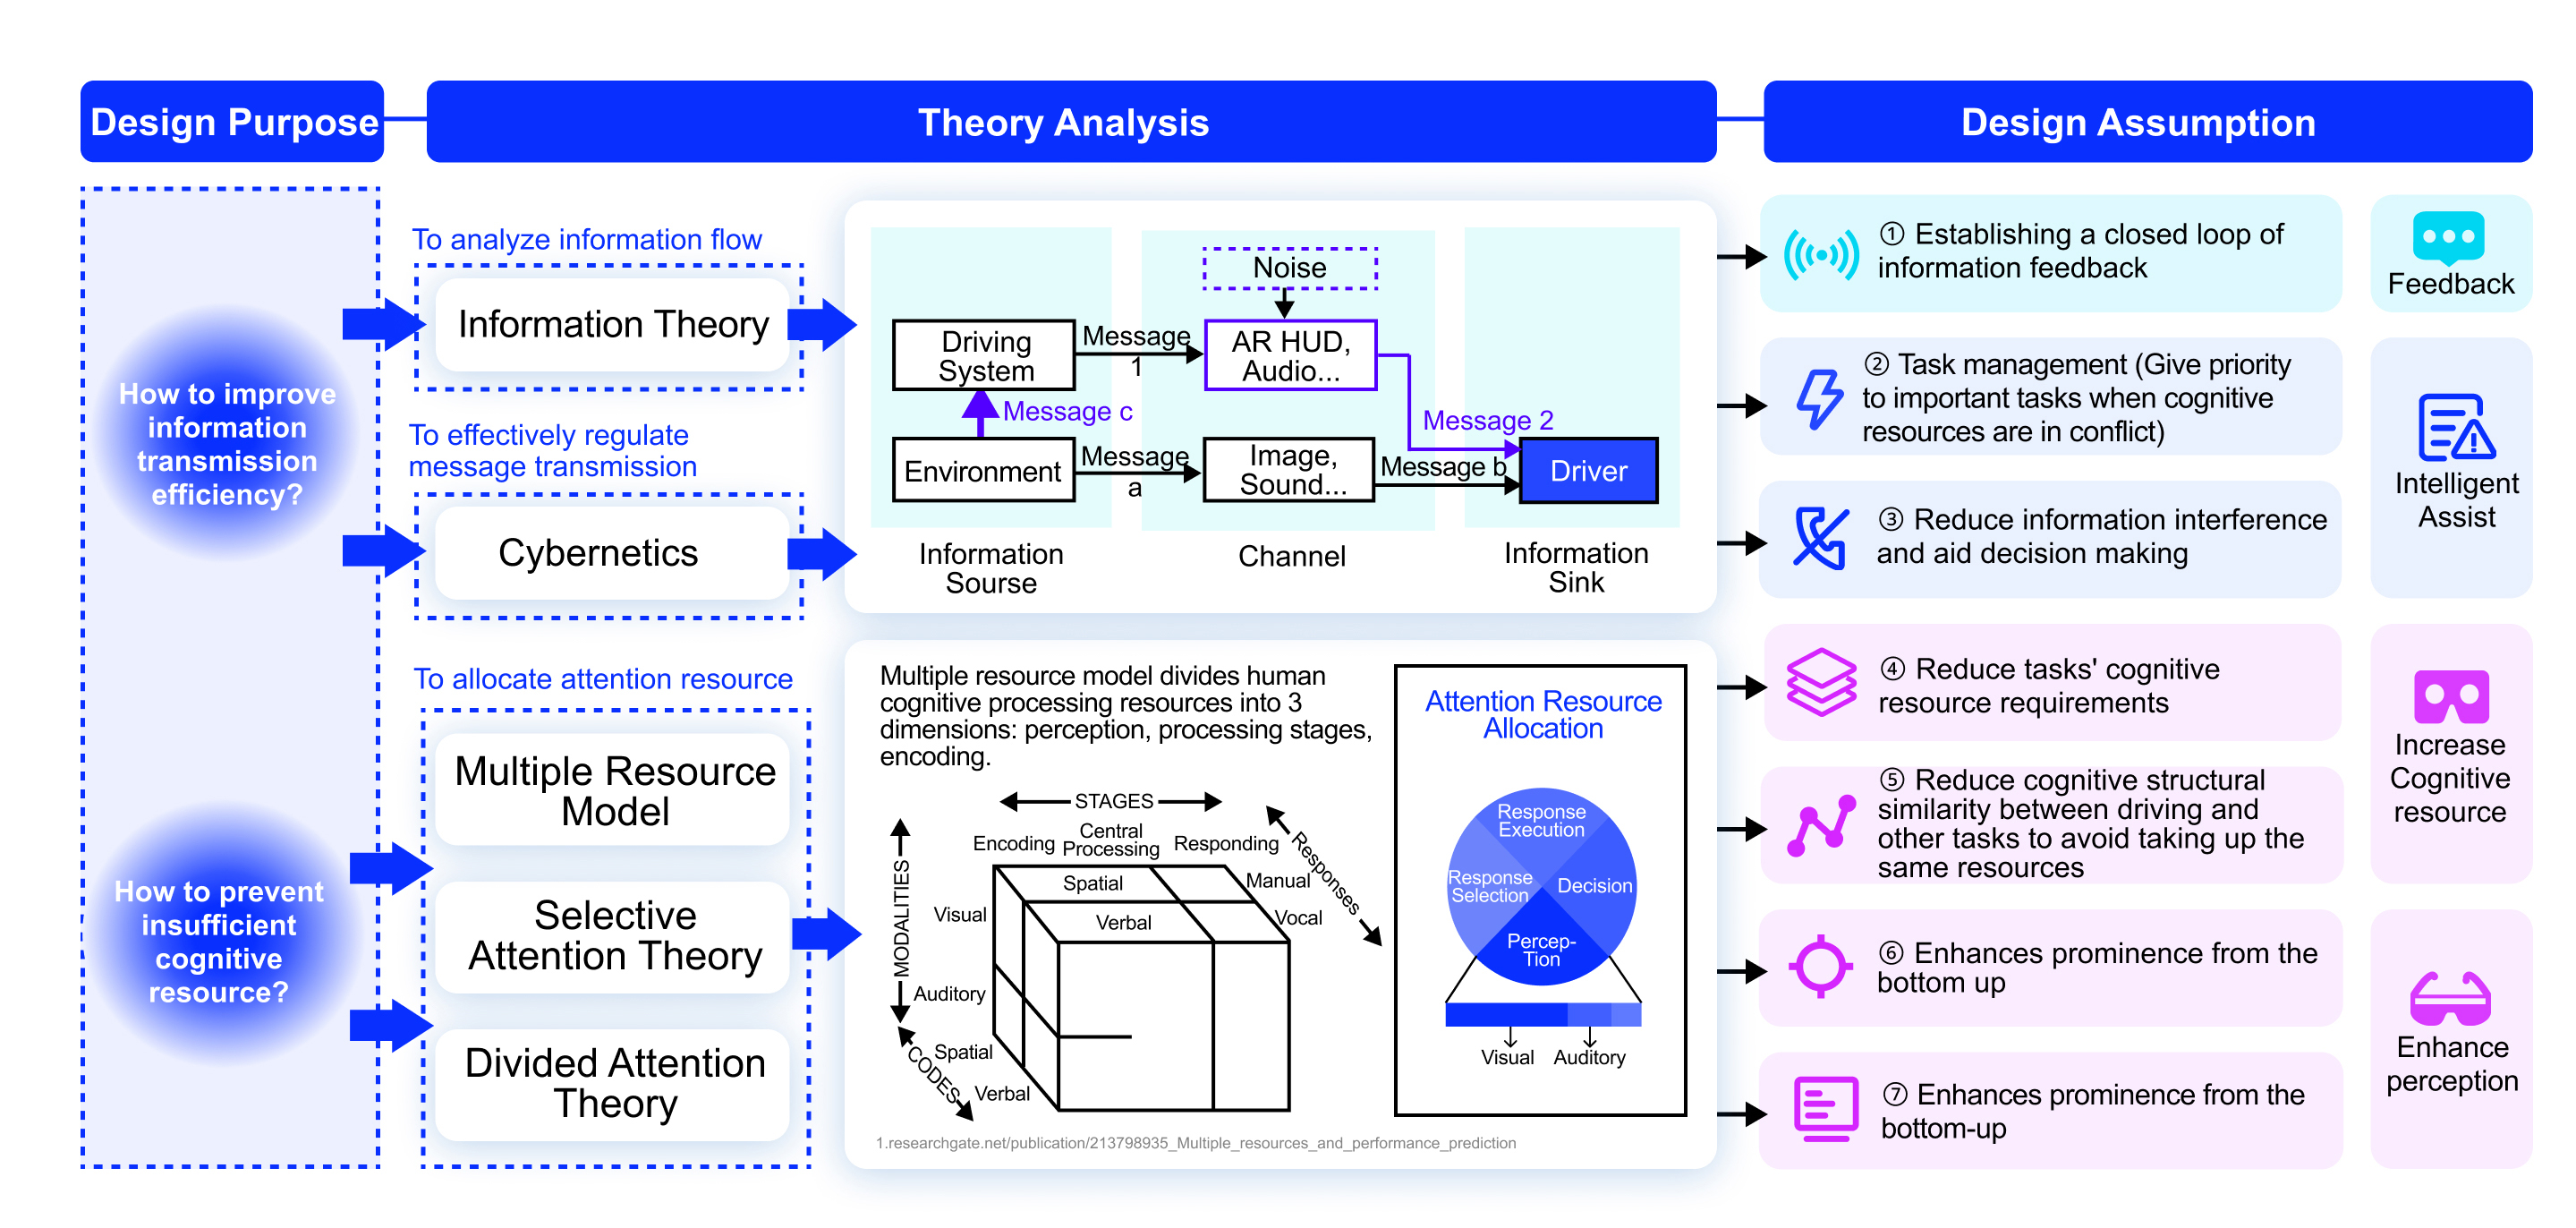 Design Purpose
Theory Analysis
Design Assumption
How to improve
information
transmission
efficiency?
How to prevent
insufficient
cognitive
resource?
To analyze information flow
Information Theory
To effectively regulate
message transmission
Cybernetics
To allocate attention resource
Multiple Resource
Model
Selective
Attention Theory
Divided Attention
Theory
Noise
Driving
System
Message
1
AR HUD,
Audio...
Message c
Message 2
Environment
Message
a
Image,
Sound...
Message b
Driver
Information
Sourse
Channel
Information
Sink
Multiple resource model divides human
cognitive processing resources into 3
dimensions: perception, processing stages,
encoding.
STAGES
Encoding
Central
Processing
Responding
Responses
MODALITIES
Spatial
Manual
Visual
Verbal
Vocal
Auditory
CODES
Spatial
Verbal
Attention Resource
Allocation
Response
Execution
Response
Selection
Decision
Percep-
Tion
Visual
Auditory
1.researchgate.net/publication/213798935_Multiple_resources_and_performance_prediction
① Establishing a closed loop of
information feedback
Feedback
② Task management (Give priority
to important tasks when cognitive
resources are in conflict)
③ Reduce information interference
and aid decision making
Intelligent
Assist
④ Reduce tasks' cognitive
resource requirements
⑤ Reduce cognitive structural
similarity between driving and
other tasks to avoid taking up the
same resources
Increase
Cognitive
resource
⑥ Enhances prominence from the
bottom up
⑦ Enhances prominence from the
bottom-up
Enhance
perception